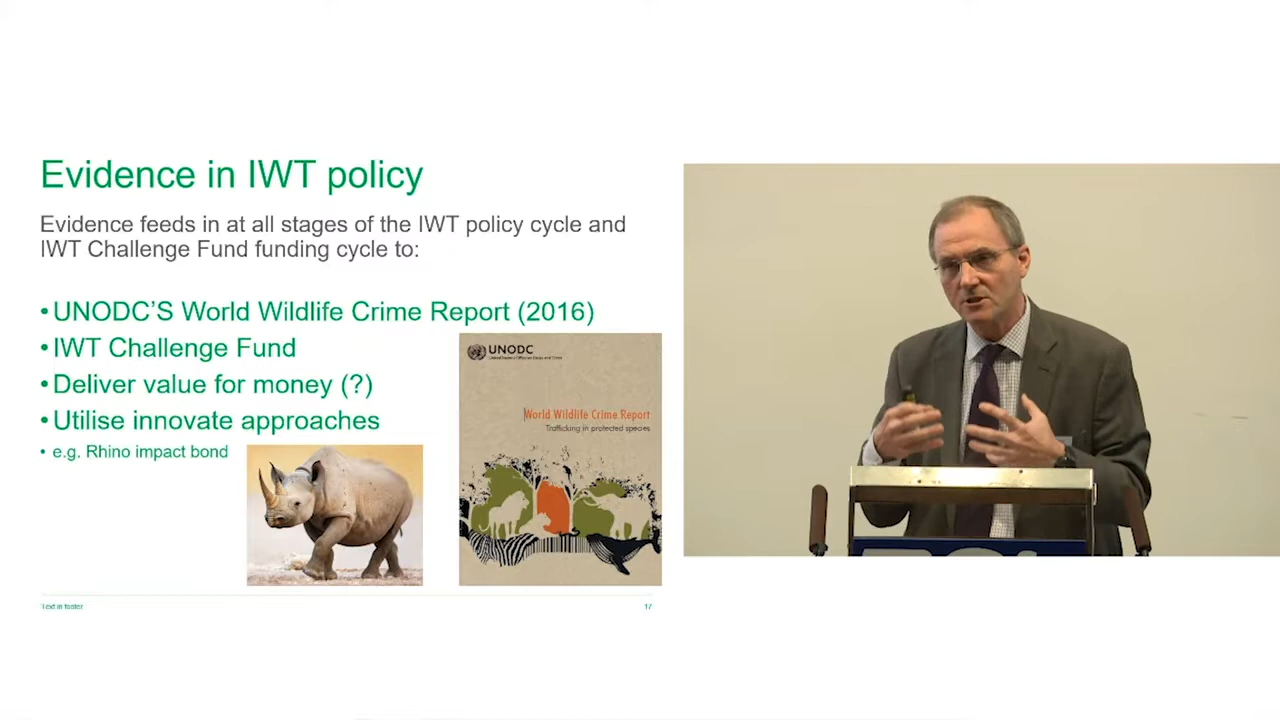 Evidence in IWT policy
Evidence feeds in at all stages of the IWT policy cycle and
IWT Challenge Fund funding cycle to:
•UNODC'S World Wildlife Crime Report (2016)
•IWT Challenge Fund
•Deliver value for money (?)
•Utilise innovate approaches
• e.g. Rhino impact bond
UNODC
World Wildlife Crime Report
Trafficking in protected species
Text in footer
17